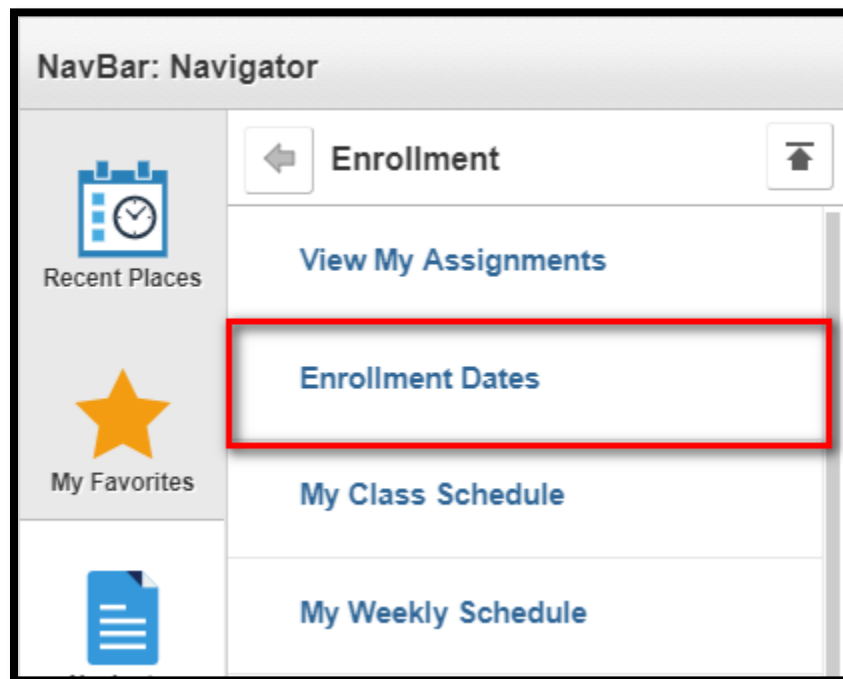 NavBar: Navigator
Enrollment
Recent Places
View My Assignments
Enrollment Dates
My Favorites
My Class Schedule
My Weekly Schedule